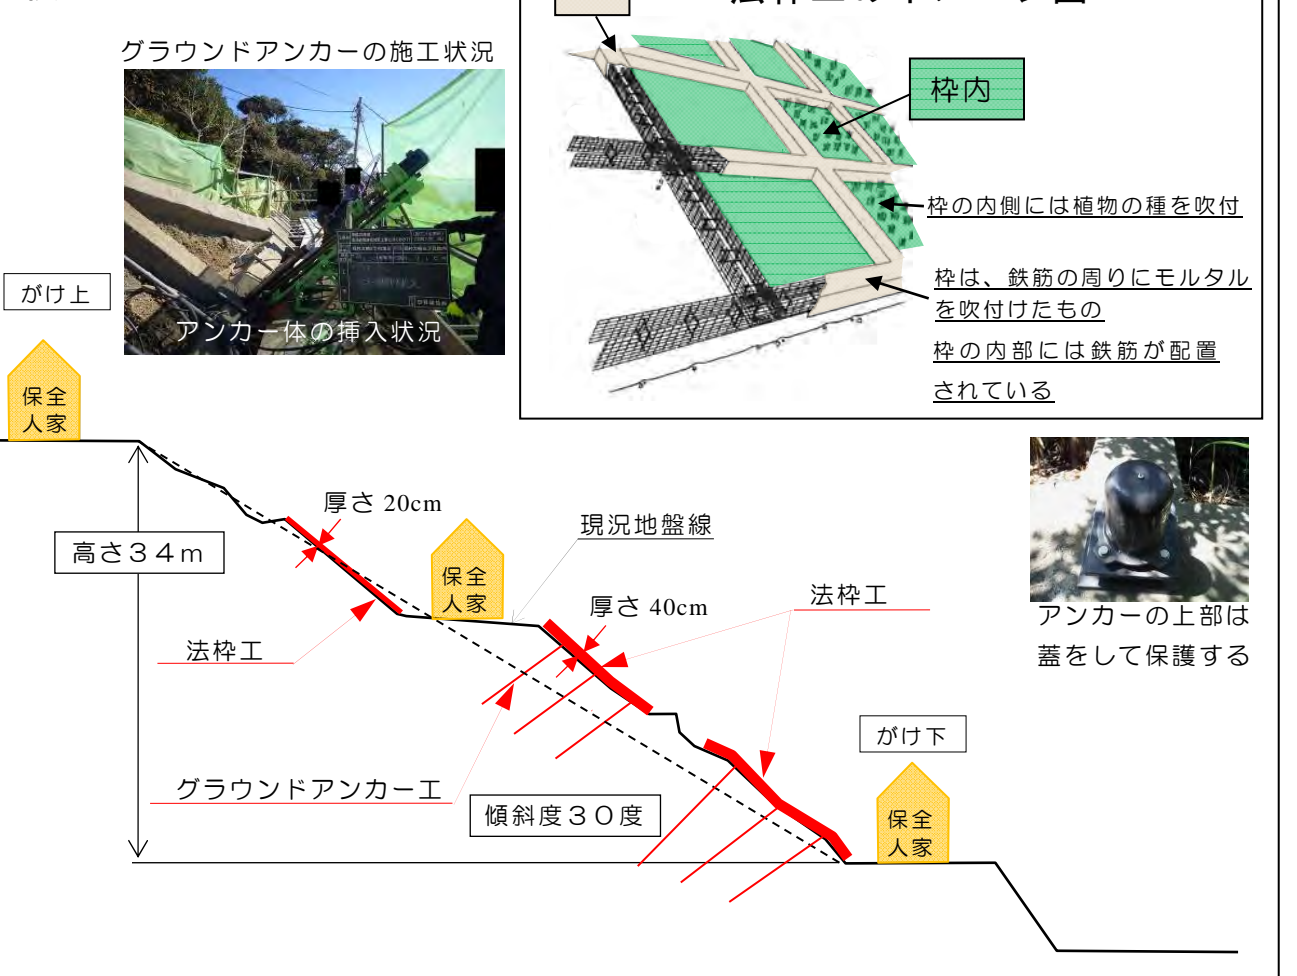 グラウンドアンカーの施工状況
アンカー体の挿入状況
枠内
枠の内側には植物の種を吹付
枠は、鉄筋の周りにモルタル
を吹付けたもの
枠の内部には鉄筋が配置
されている
がけ上
保全
人家
高さ34m
厚さ 20cm
法枠工
保全
人家
現況地盤線
厚さ 40cm
法枠工
アンカーの上部は
蓋をして保護する
グラウンドアンカー工
傾斜度30度
がけ下
保全
人家